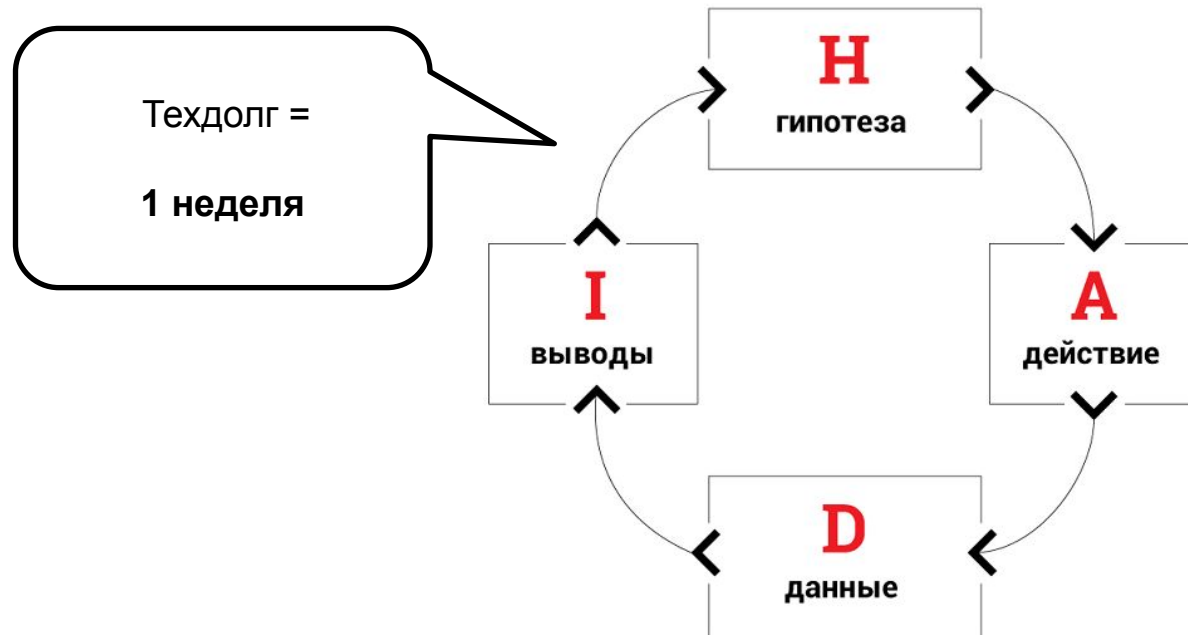 Техдолг =
1 неделя
H
гипотеза
I
выводы
A
действие
D
данные